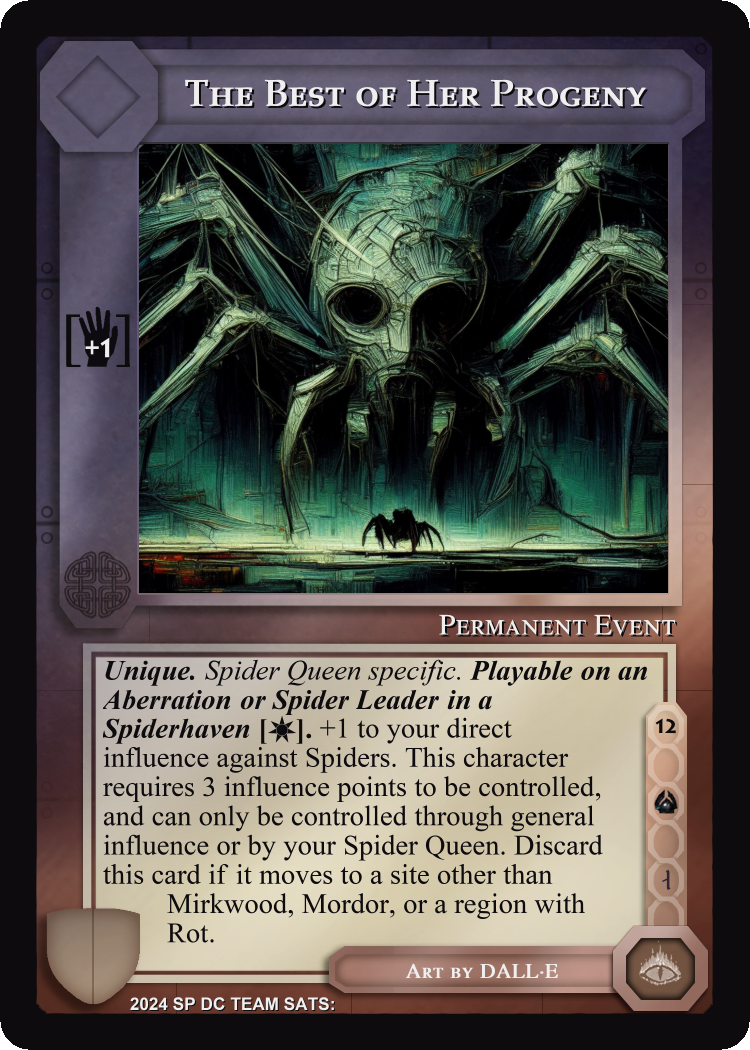 The Best of Her Progeny
[+1]
Permanent Event
Unique. Spider Queen specific. Playable on an
Aberration or Spider Leader in a
Spiderhaven [☀]. +1 to your direct
influence against Spiders. This character
requires 3 influence points to be controlled,
and can only be controlled through general
influence or by your Spider Queen. Discard
this card if it moves to a site other than
Mirkwood, Mordor, or a region with
Rot.
12
Art by DALL·E
2024 SP DC TEAM SATS: